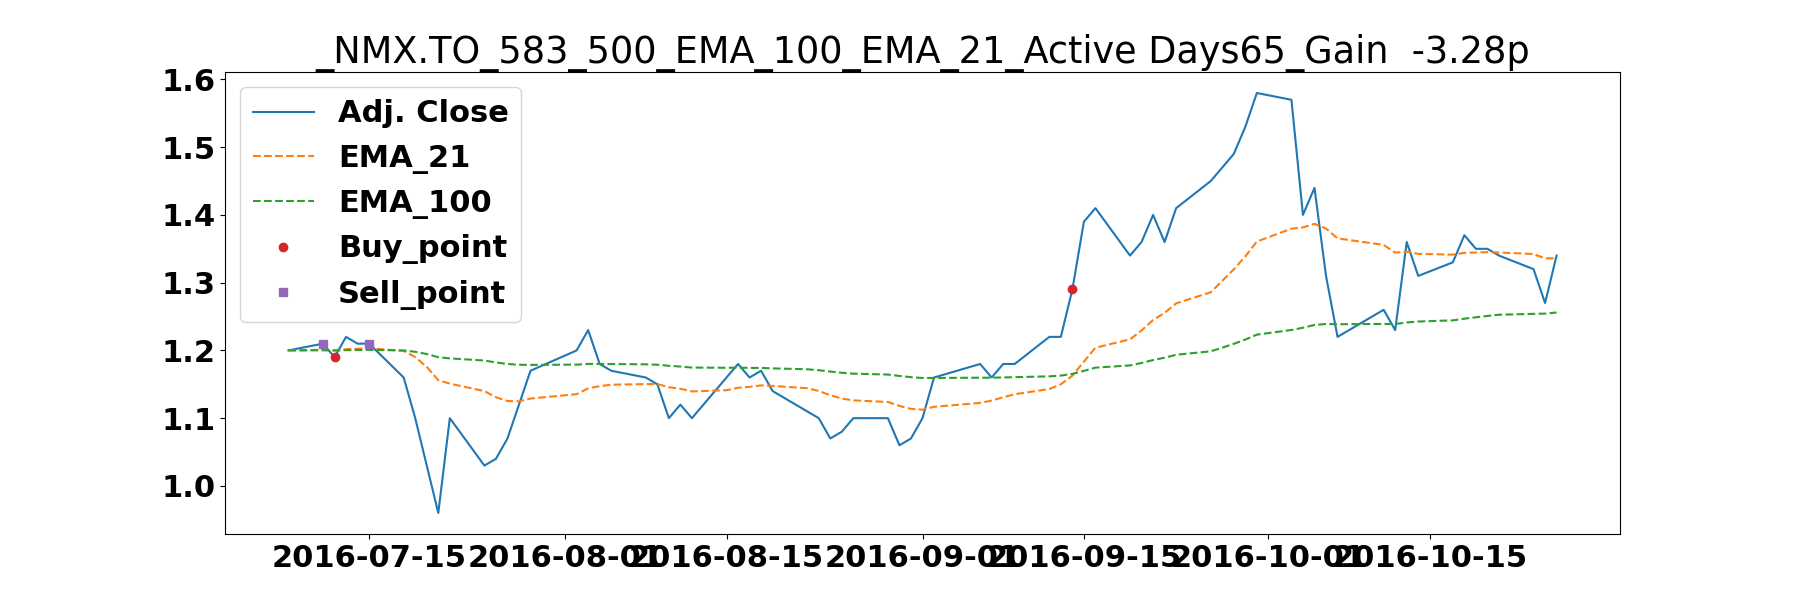 _NMX.TO_583_500_EMA_100_EMA_21_Active Days65_Gain  -3.28p
1.6
1.5
1.4
1.3
1.2
1.1
1.0
Adj. Close
EMA_21
EMA_100
Buy_point
Sell_point
2016-07-15 2016-08-01 2016-08-15 2016-09-01 2016-09-15 2016-10-01 2016-10-15